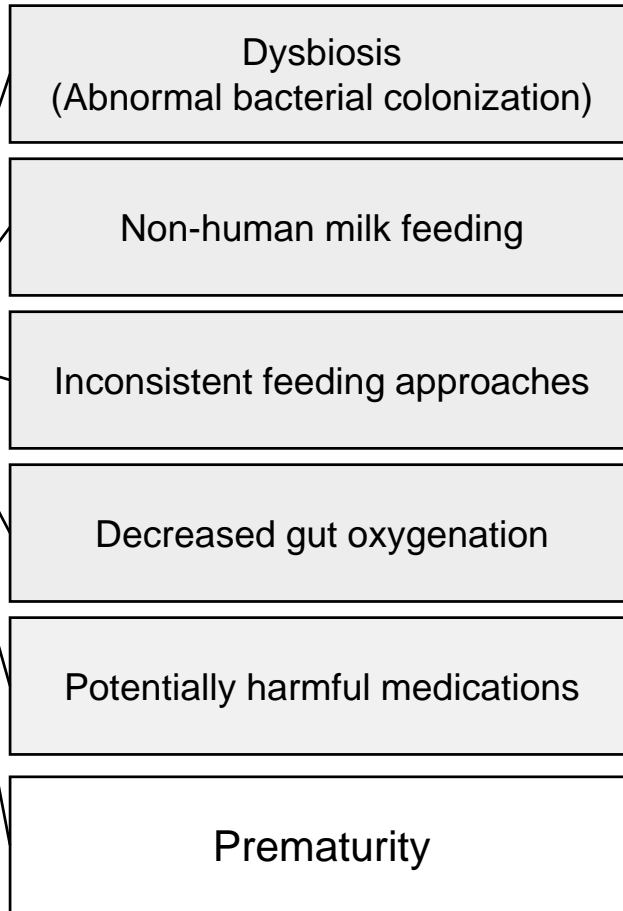 Dysbiosis
(Abnormal bacterial colonization)
Non-human milk feeding
Inconsistent feeding approaches
Decreased gut oxygenation
Potentially harmful medications
Prematurity